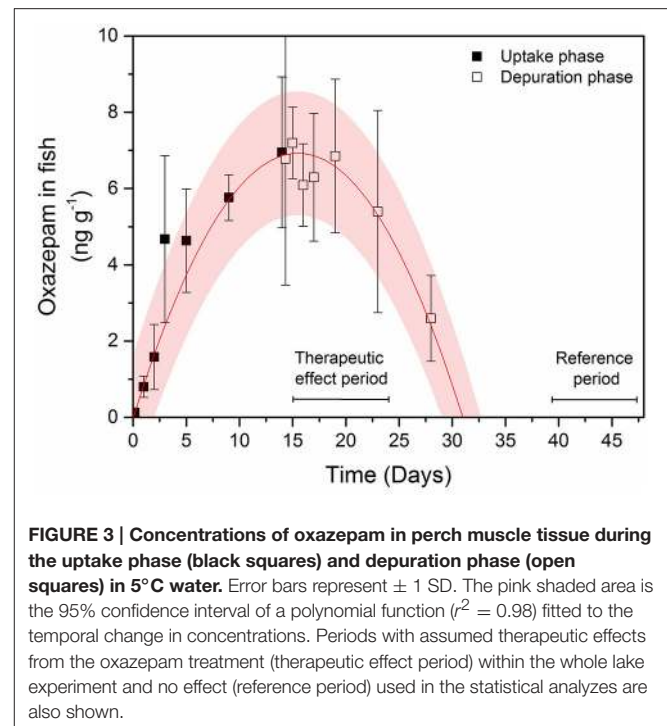 10
8
6
4
2
0
Oxazepam in fish
(ng g⁻¹)
Uptake phase
Depuration phase
Therapeutic
effect period
Reference
period
0 5 10 15 20 25 30 35 40 45
Time (Days)
FIGURE 3 | Concentrations of oxazepam in perch muscle tissue during
the uptake phase (black squares) and depuration phase (open
squares) in 5°C water. Error bars represent ± 1 SD. The pink shaded area is
the 95% confidence interval of a polynomial function (r² = 0.98) fitted to the
temporal change in concentrations. Periods with assumed therapeutic effects
from the oxazepam treatment (therapeutic effect period) within the whole lake
experiment and no effect (reference period) used in the statistical analyzes are
also shown.